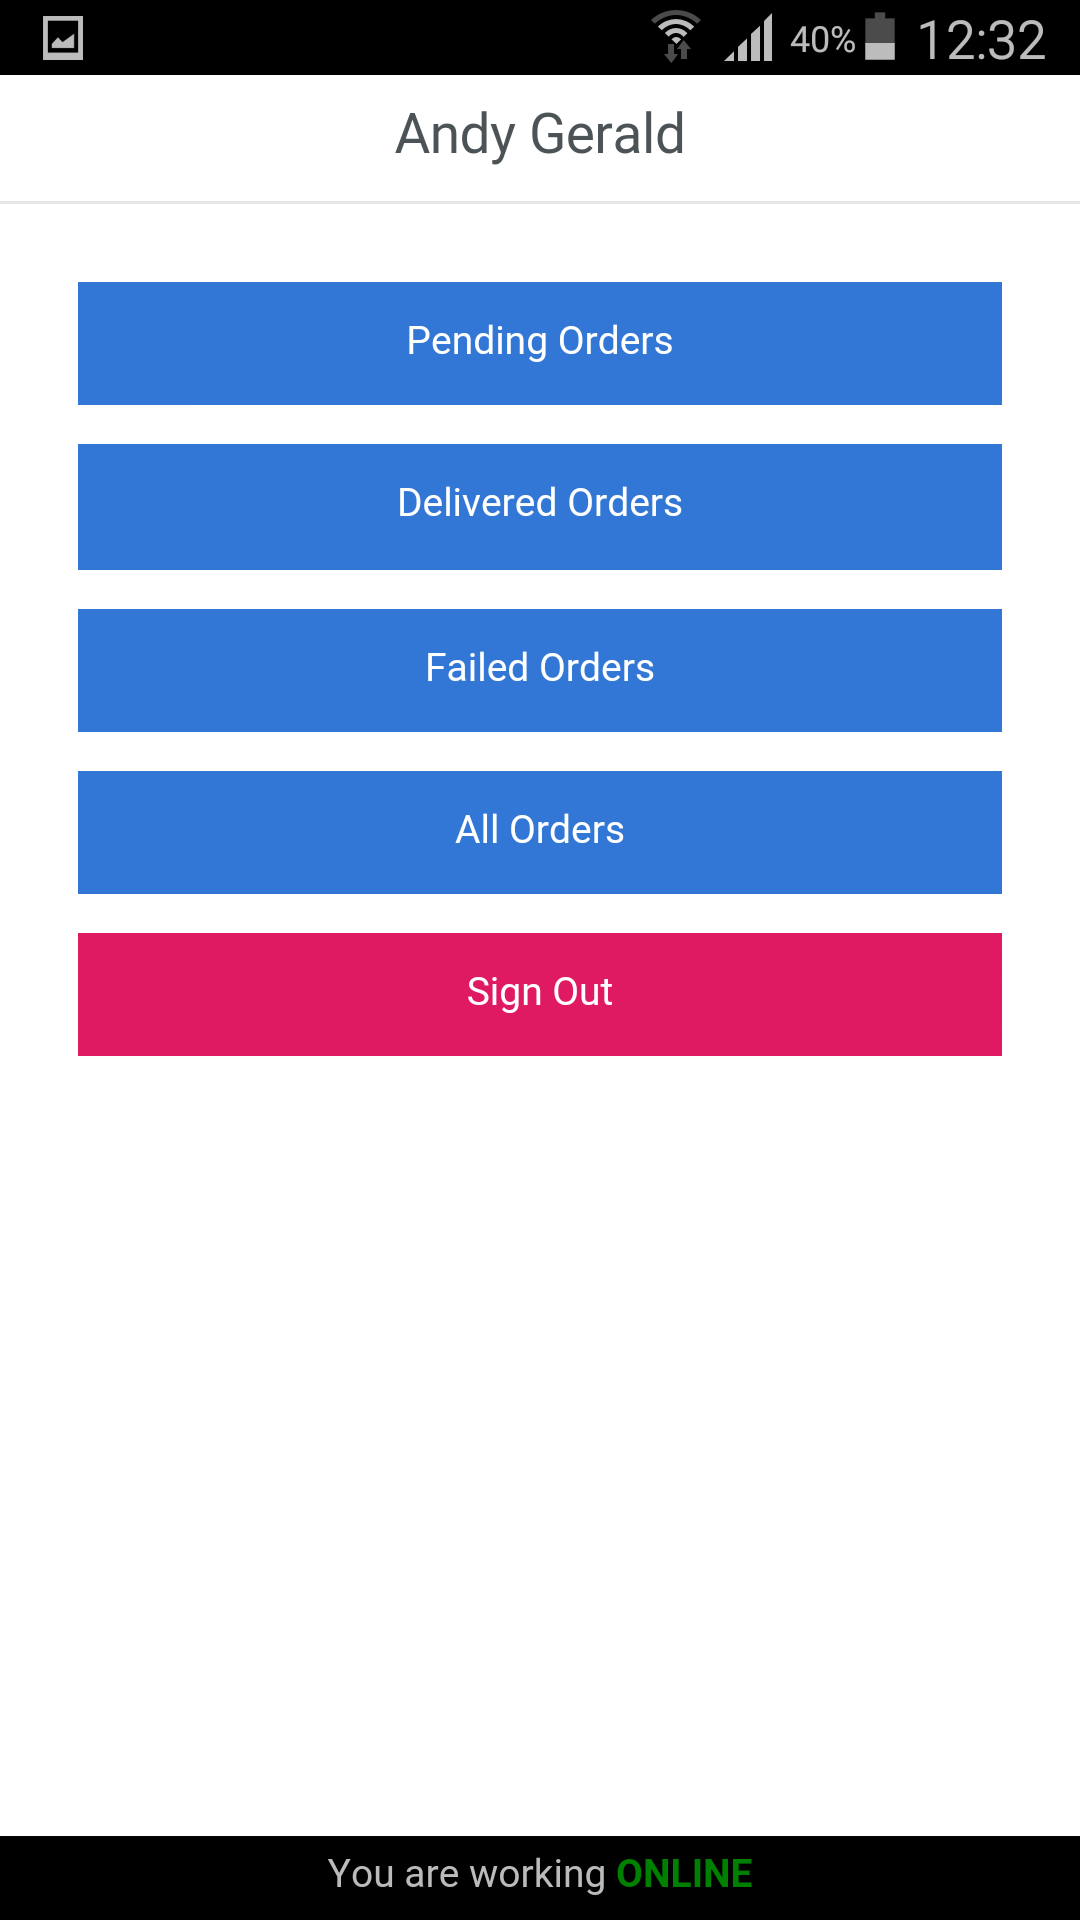 40% 12:32
Andy Gerald
Pending Orders
Delivered Orders
Failed Orders
All Orders
Sign Out
You are working ONLINE